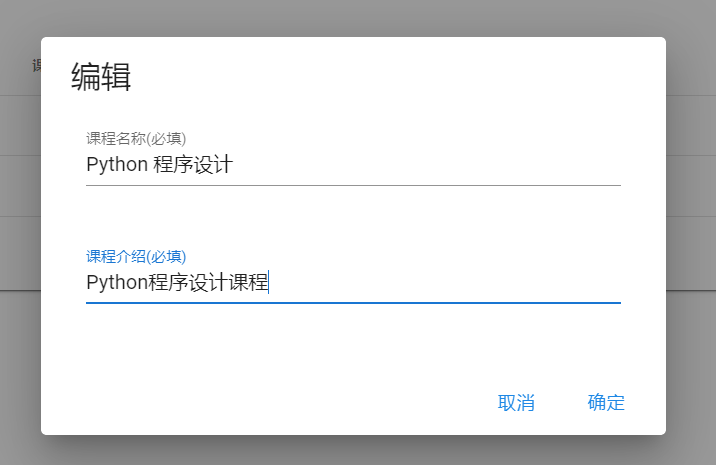 编辑
课程名称(必填)
Python 程序设计
课程介绍(必填)
Python程序设计课程
取消
确定